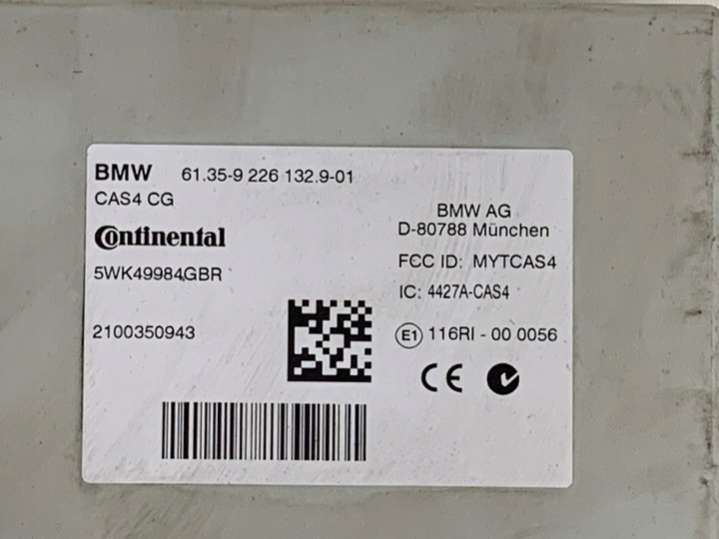 BMW 61.35-9 226 132.9-01
CAS4 CG
Continental
5WK49984GBR
2100350943
BMW AG
D-80788 München
FCC ID: MYTCAS4
IC: 4427A-CAS4
E1 116RI - 00 0056
CE